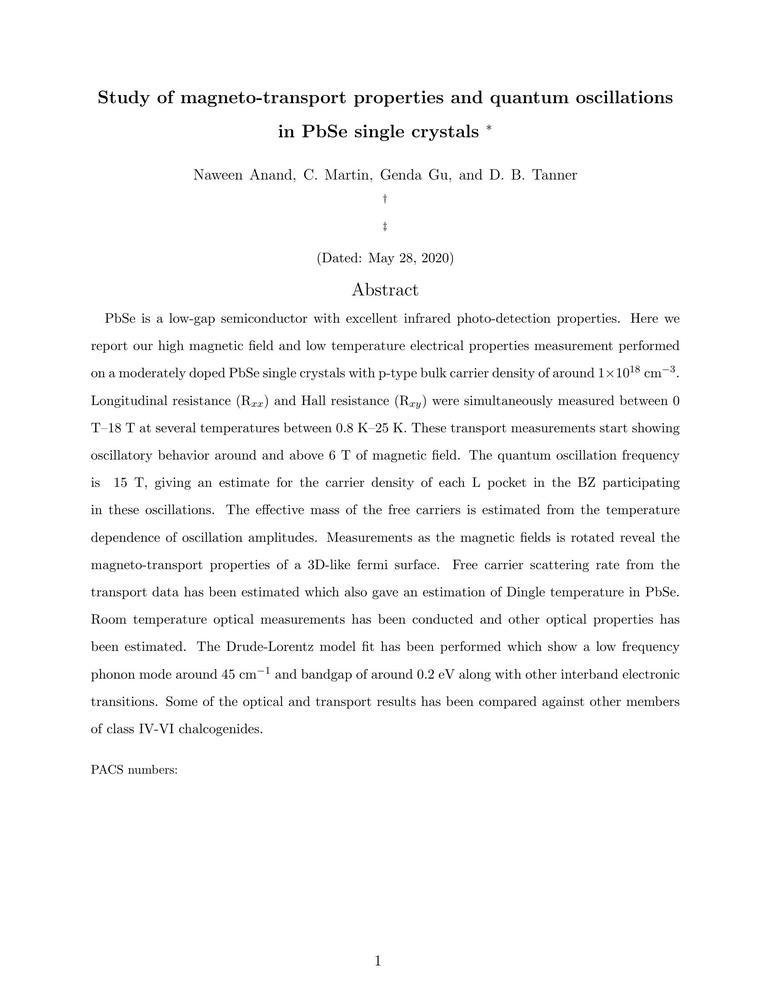 Study of magneto-transport properties and quantum oscillations
in PbSe single crystals *
Naween Anand, C. Martin, Genda Gu, and D. B. Tanner
†
‡
(Dated: May 28, 2020)
Abstract
PbSe is a low-gap semiconductor with excellent infrared photo-detection properties. Here we
report our high magnetic field and low temperature electrical properties measurement performed
on a moderately doped PbSe single crystals with p-type bulk carrier density of around 1×10¹⁸ cm⁻³.
Longitudinal resistance (Rxx) and Hall resistance (Rxy) were simultaneously measured between 0
T–18 T at several temperatures between 0.8 K–25 K. These transport measurements start showing
oscillatory behavior around and above 6 T of magnetic field. The quantum oscillation frequency
is 15 T, giving an estimate for the carrier density of each L pocket in the BZ participating
in these oscillations. The effective mass of the free carriers is estimated from the temperature
dependence of oscillation amplitudes. Measurements as the magnetic fields is rotated reveal the
magneto-transport properties of a 3D-like fermi surface. Free carrier scattering rate from the
transport data has been estimated which also gave an estimation of Dingle temperature in PbSe.
Room temperature optical measurements has been conducted and other optical properties has
been estimated. The Drude-Lorentz model fit has been performed which show a low frequency
phonon mode around 45 cm⁻¹ and bandgap of around 0.2 eV along with other interband electronic
transitions. Some of the optical and transport results has been compared against other members
of class IV-VI chalcogenides.
PACS numbers:
1